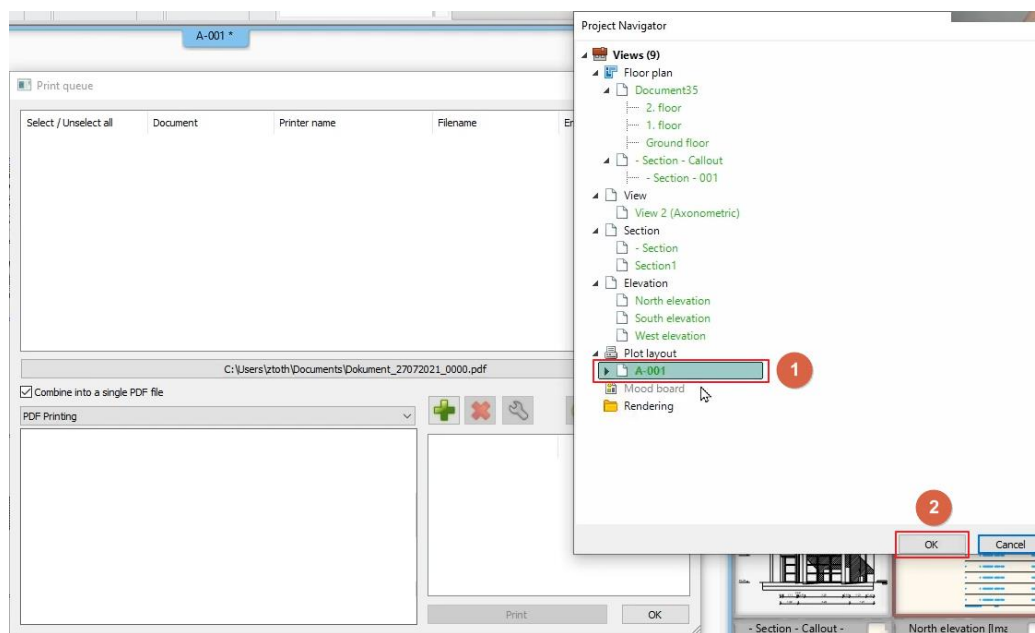 A-001 *
Print queue
Select / Unselect all Document Printer name Filename
C:\Users\ztoth\Documents\Dokument_27072021_0000.pdf
Combine into a single PDF file
PDF Printing
Print OK
Project Navigator
Views (9)
Floor plan
Document35
2. floor
1. floor
Ground floor
- Section - Callout
- Section - 001
View
View 2 (Axonometric)
Section
- Section
Section1
Elevation
North elevation
South elevation
West elevation
Plot layout
A-001
1
Mood board
Rendering
2
OK Cancel
- Section - Callout - North elevation [Ima